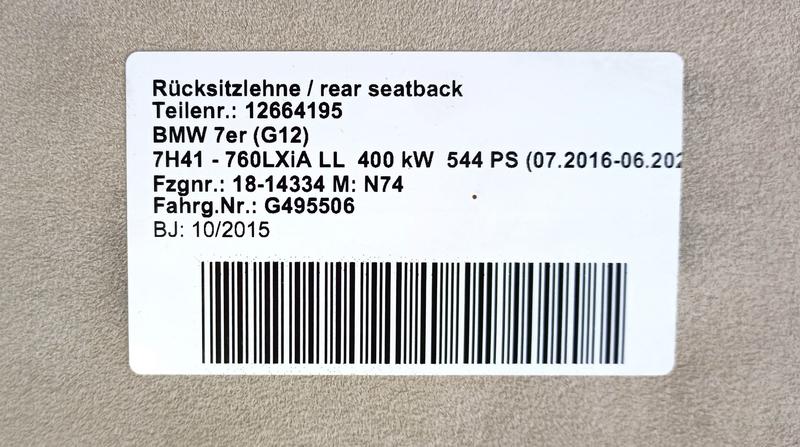 Rücksitzlehne / rear seatback
Teilenr.: 12664195
BMW 7er (G12)
7H41 - 760LXiA LL 400 kW 544 PS (07.2016-06.202
Fzgnr.: 18-14334 M: N74
Fahrg.Nr.: G495506
BJ: 10/2015